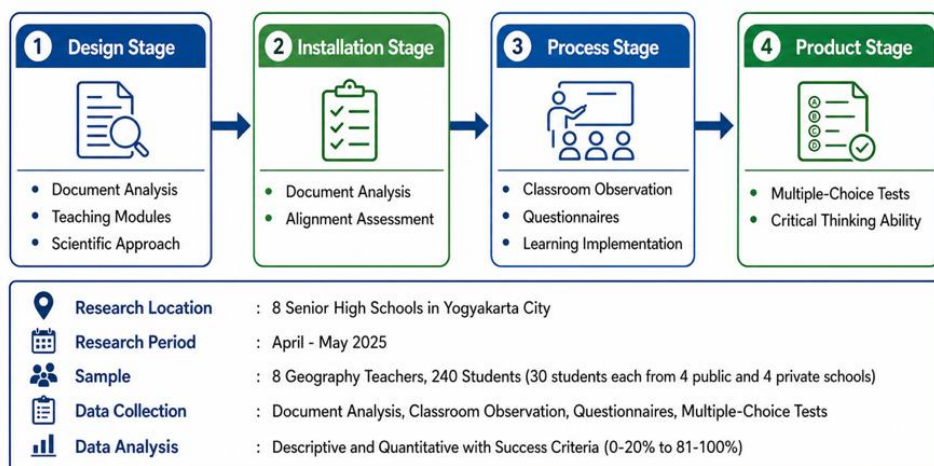 1 Design Stage
Document Analysis
Teaching Modules
Scientific Approach
2 Installation Stage
Document Analysis
Alignment Assessment
3 Process Stage
Classroom Observation
Questionnaires
Learning Implementation
4 Product Stage
A
B
C
D
Multiple-Choice Tests
Critical Thinking Ability
Research Location : 8 Senior High Schools in Yogyakarta City
Research Period : April - May 2025
Sample : 8 Geography Teachers, 240 Students (30 students each from 4 public and 4 private schools)
Data Collection : Document Analysis, Classroom Observation, Questionnaires, Multiple-Choice Tests
Data Analysis : Descriptive and Quantitative with Success Criteria (0-20% to 81-100%)